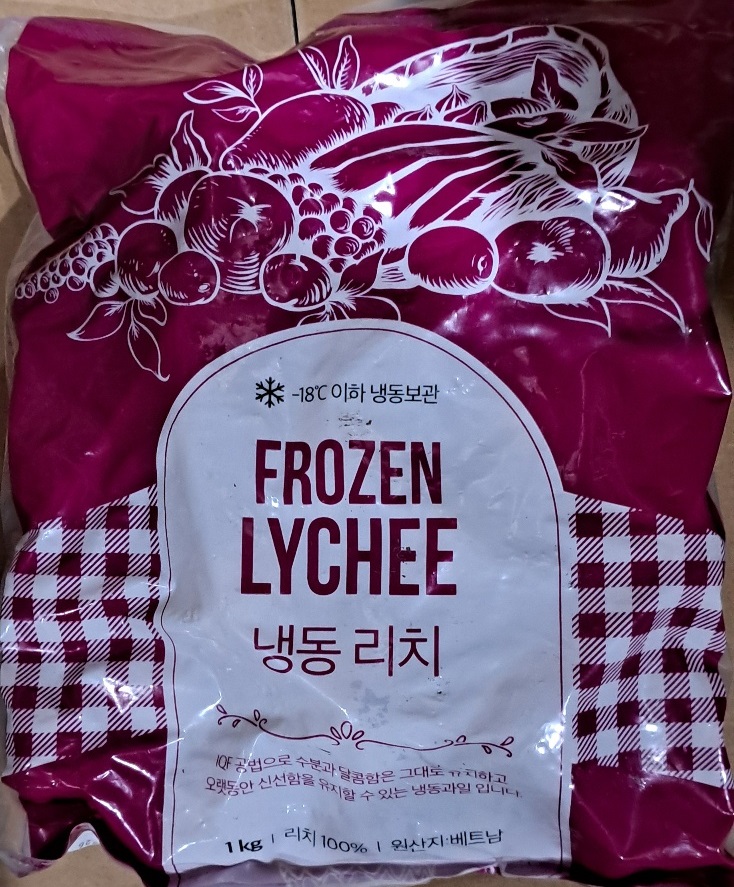 -18℃ 이하 냉동보관
FROZEN
LYCHEE
냉동 리치
IQF 공법으로 수분과 달콤함은 그대로 유지하고
오랫동안 신선함을 유지할 수 있는 냉동과일 입니다.
1kg | 리치 100% | 원산지:베트남